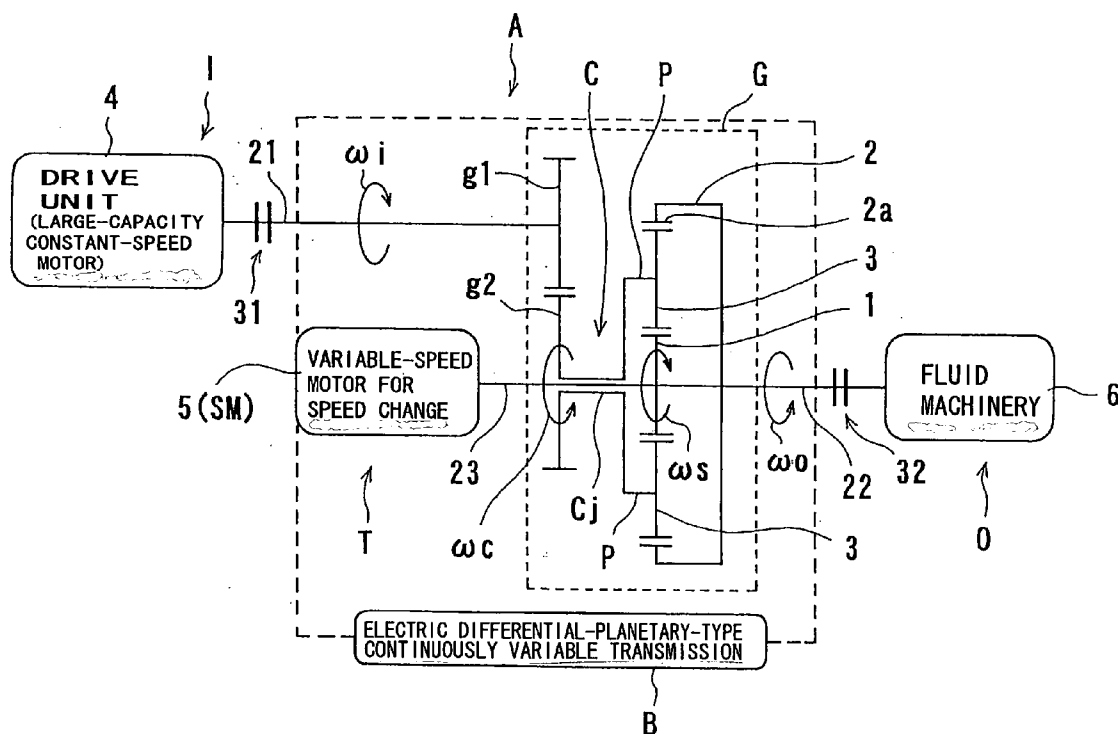 A
I
C
P
G
4
DRIVE
UNIT
(LARGE-CAPACITY
CONSTANT-SPEED
MOTOR)
21
ωi
g1
2
2a
3
31
g2
1
VARIABLE-SPEED
MOTOR FOR
SPEED CHANGE
FLUID
MACHINERY
5(SM)
6
23
Cj
ωs
ωo
22
32
T
ωc
P
3
O
ELECTRIC DIFFERENTIAL-PLANETARY-TYPE
CONTINUOUSLY VARIABLE TRANSMISSION
B